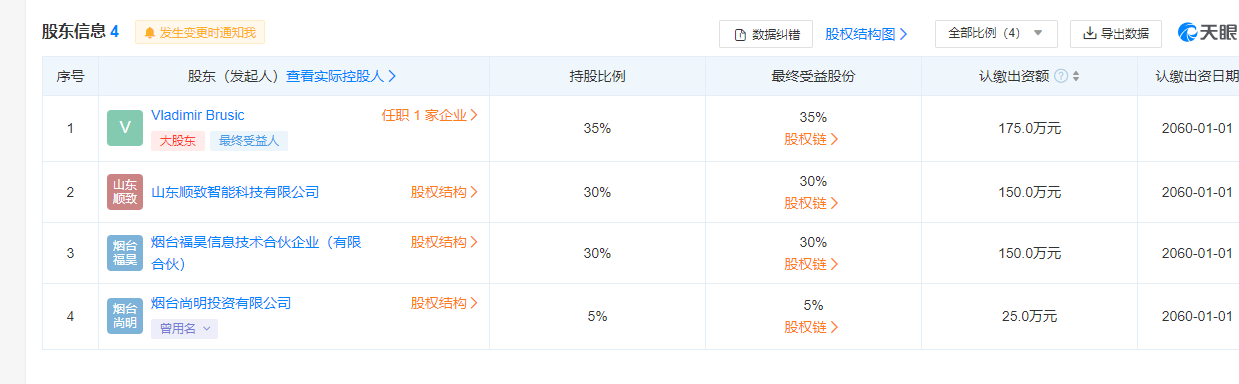 股东信息 4 发生变更时通知我 数据纠错 股权结构图 全部比例（4） 导出数据 天眼
序号 股东（发起人）查看实际控股人 持股比例 最终受益股份 认缴出资额 ? 认缴出资日期
1 V Vladimir Brusic 任职 1 家企业 大股东 最终受益人 35% 35% 股权链 175.0万元 2060-01-01
2 山东顺致 山东顺致智能科技有限公司 股权结构 30% 30% 股权链 150.0万元 2060-01-01
3 烟台福昊 烟台福昊信息技术合伙企业（有限合伙） 股权结构 30% 30% 股权链 150.0万元 2060-01-01
4 烟台尚明 烟台尚明投资有限公司 股权结构 曾用名 5% 5% 股权链 25.0万元 2060-01-01